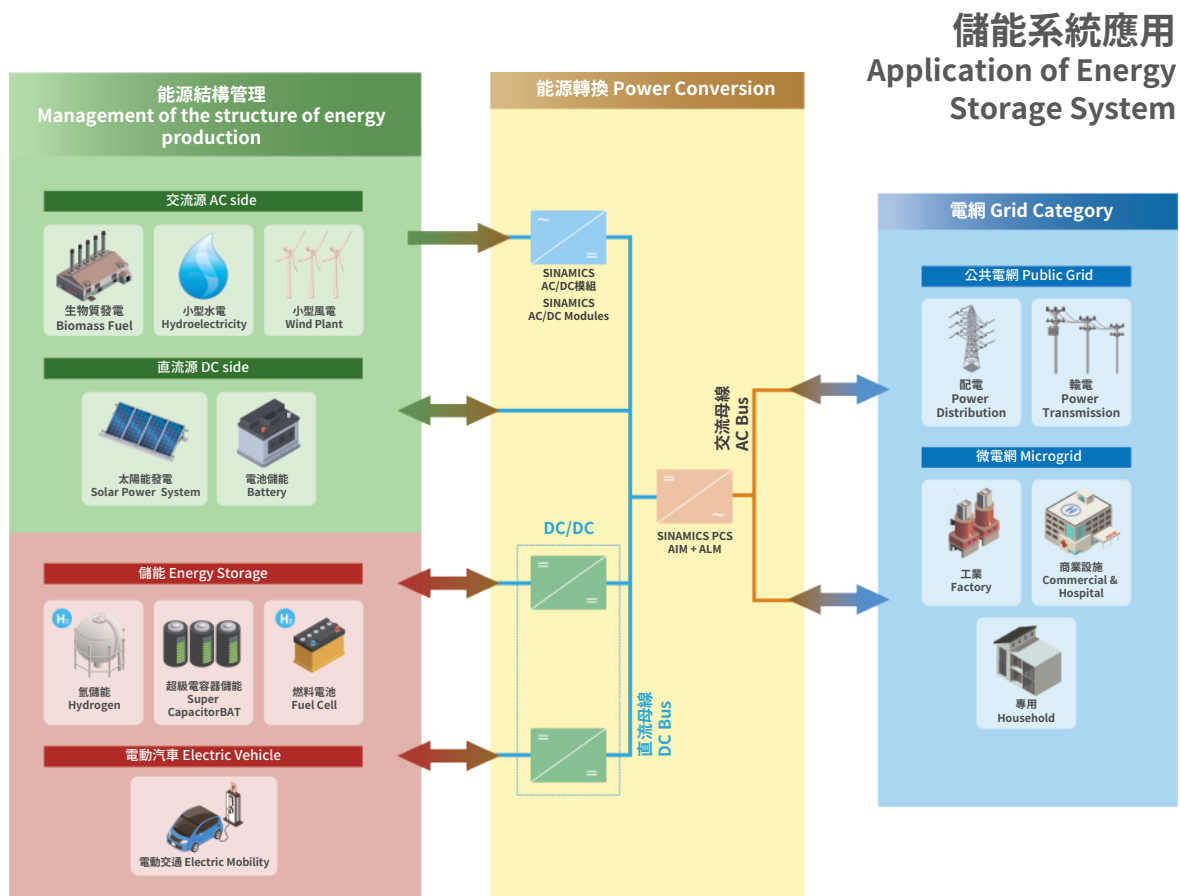 儲能系統應用
Application of Energy
Storage System
能源結構管理
Management of the structure of energy
production
交流源 AC side
生物質發電
Biomass Fuel
小型水電
Hydroelectricity
小型風電
Wind Plant
直流源 DC side
太陽能發電
Solar Power System
電池儲能
Battery
儲能 Energy Storage
H₂
氫儲能
Hydrogen
超級電容器儲能
Super
CapacitorBAT
H₂
燃料電池
Fuel Cell
電動汽車 Electric Vehicle
電動交通 Electric Mobility
能源轉換 Power Conversion
~
=
SINAMICS
AC/DC模組
SINAMICS
AC/DC Modules
DC/DC
=
=
=
=
直流母線
DC Bus
=
~
SINAMICS PCS
AIM + ALM
交流母線
AC Bus
電網 Grid Category
公共電網 Public Grid
配電
Power
Distribution
輸電
Power
Transmission
微電網 Microgrid
工業
Factory
H
商業設施
Commercial &
Hospital
專用
Household